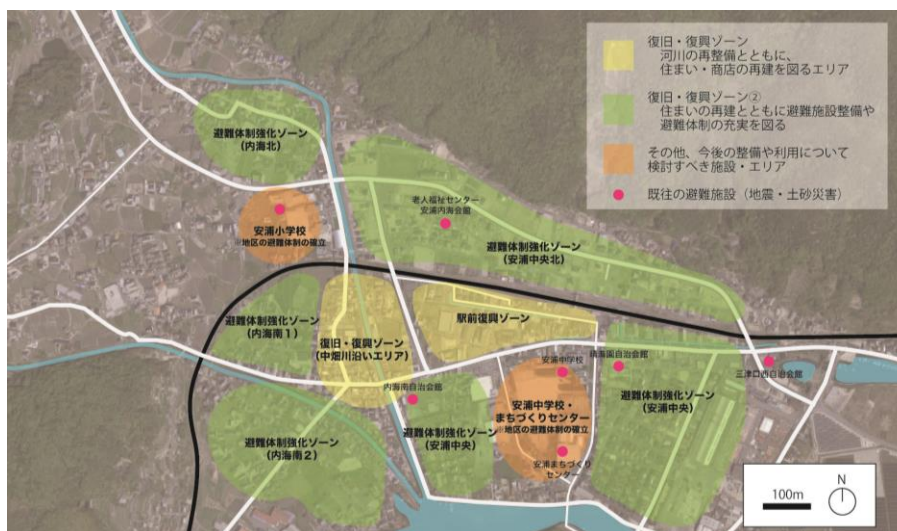 復旧・復興ゾーン
河川の再整備とともに、
住まい・商店の再建を図るエリア
復旧・復興ゾーン②
住まいの再建とともに避難施設整備や
避難体制の充実を図る
その他、今後の整備や利用について
検討すべき施設・エリア
既往の避難施設（地震・土砂災害）
避難体制強化ゾーン
（内海北）
老人福祉センター
安浦内海会館
安浦小学校
地区の避難体制の確立
避難体制強化ゾーン
（安浦中央北）
避難体制強化ゾーン
（内海南１）
復旧・復興ゾーン
（中畑川沿いエリア）
駅前復興ゾーン
安浦中学校
晴海園自治会館
三津口西自治会館
内海南自治会館
安浦中学校・
まちづくりセンター
地区の避難体制の確立
避難体制強化ゾーン
（安浦中央）
避難体制強化ゾーン
（安浦中央）
避難体制強化ゾーン
（内海南２）
安浦まちづくり
センター
100m
N